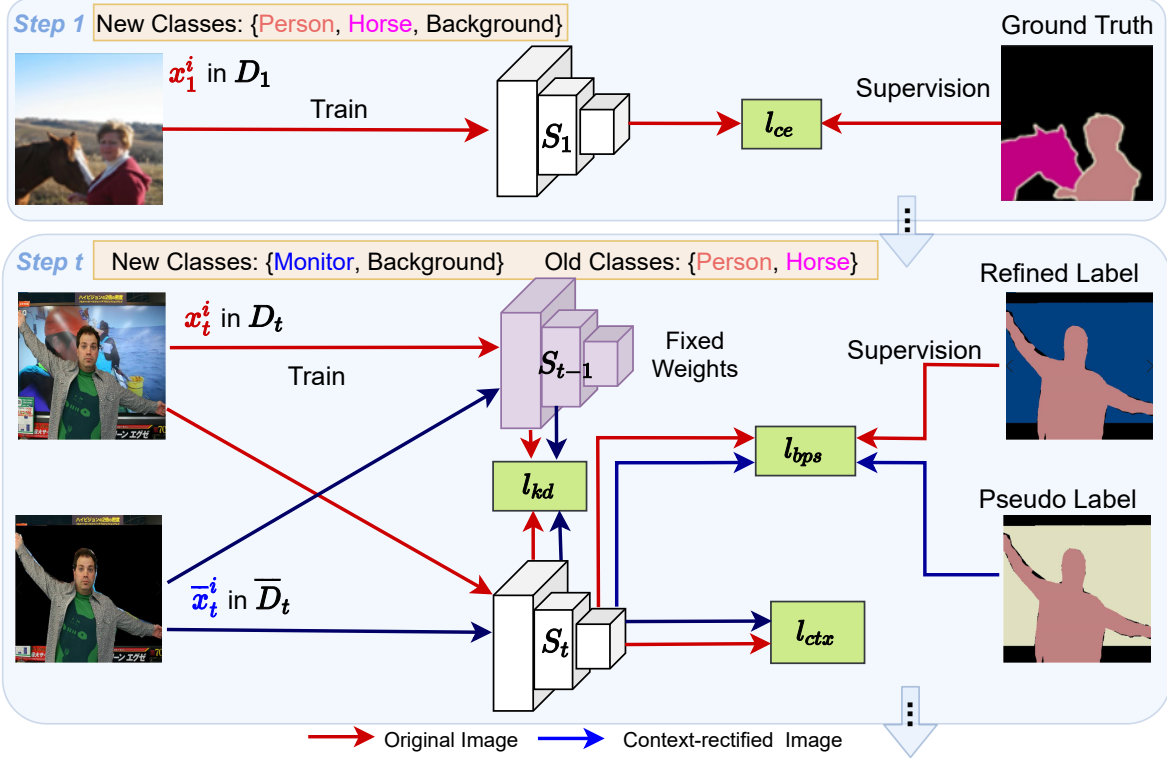 Step 1
New Classes: {Person, Horse, Background}
Ground Truth
x_1^i in D_1
Train
S_1
l_ce
Supervision
⋮
Step t
New Classes: {Monitor, Background} Old Classes: {Person, Horse}
Refined Label
x_t^i in D_t
Train
S_{t-1}
Fixed
Weights
Supervision
l_bps
l_kd
Pseudo Label
x̅_t^i in D̅_t
S_t
l_ctx
⋮
Original Image
Context-rectified Image